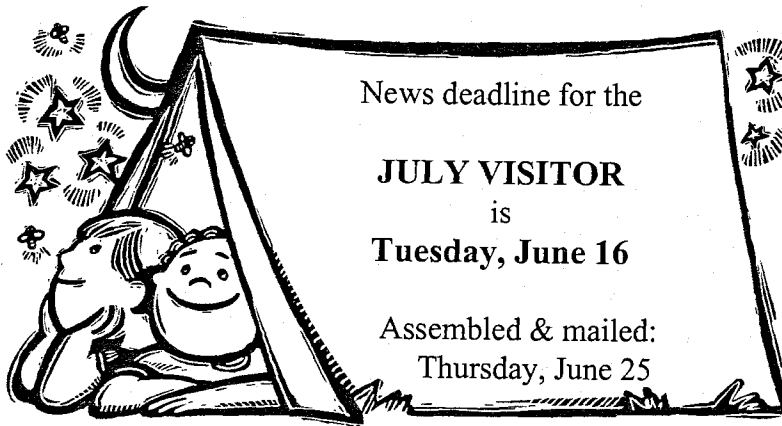 News deadline for the
JULY VISITOR
is
Tuesday, June 16
Assembled & mailed:
Thursday, June 25